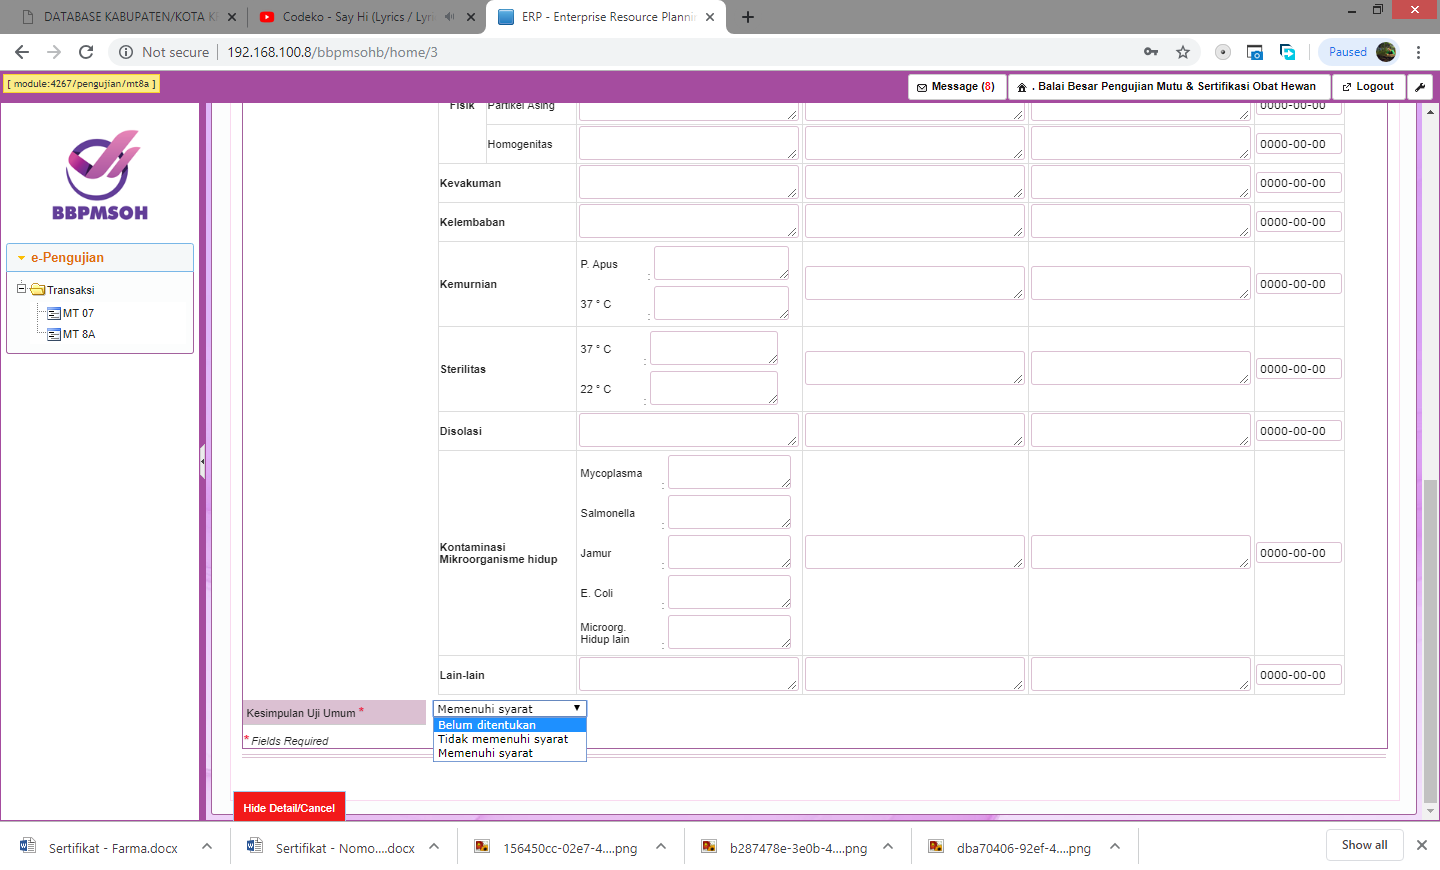 DATABASE KABUPATEN/KOTA K
Codeko - Say Hi (Lyrics / Lyri
ERP - Enterprise Resource Plannin
Not secure
192.168.100.8/bbpmsohb/home/3
Paused
[ module:4267/pengujian/mt8a ]
Message (8)
. Balai Besar Pengujian Mutu & Sertifikasi Obat Hewan
Logout
BBPMSOH
e-Pengujian
Transaksi
MT 07
MT 8A
Fisik
Partikel Asing
0000-00-00
Homogenitas
0000-00-00
Kevakuman
0000-00-00
Kelembaban
0000-00-00
Kemurnian
P. Apus
:
37 ° C
:
0000-00-00
Sterilitas
37 ° C
:
22 ° C
:
0000-00-00
Disolasi
0000-00-00
Kontaminasi
Mikroorganisme hidup
Mycoplasma
:
Salmonella
:
Jamur
:
E. Coli
:
Microorg.
Hidup lain
:
0000-00-00
Lain-lain
0000-00-00
Kesimpulan Uji Umum *
Memenuhi syarat
Belum ditentukan
Tidak memenuhi syarat
Memenuhi syarat
* Fields Required
Hide Detail/Cancel
Sertifikat - Farma.docx
Sertifikat - Nomo....docx
156450cc-02e7-4....png
b287478e-3e0b-4....png
dba70406-92ef-4....png
Show all